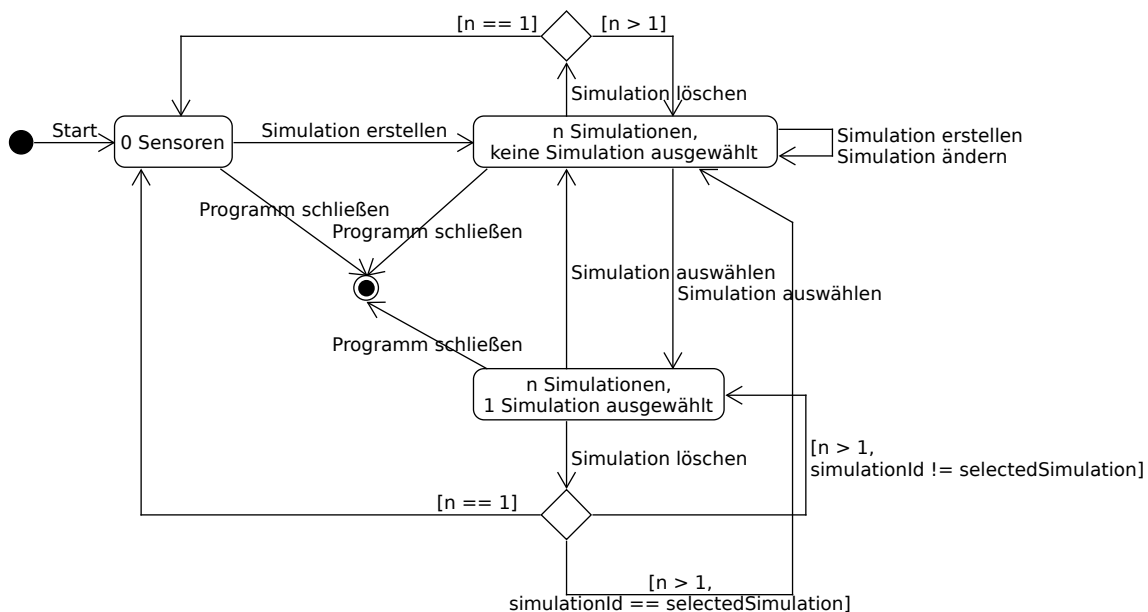 [n == 1]
[n > 1]
Simulation löschen
Start
0 Sensoren
Simulation erstellen
n Simulationen,
keine Simulation ausgewählt
Simulation erstellen
Simulation ändern
Programm schließen
Programm schließen
Simulation auswählen
Simulation auswählen
Programm schließen
n Simulationen,
1 Simulation ausgewählt
[n > 1,
simulationId != selectedSimulation]
Simulation löschen
[n == 1]
[n > 1,
simulationId == selectedSimulation]